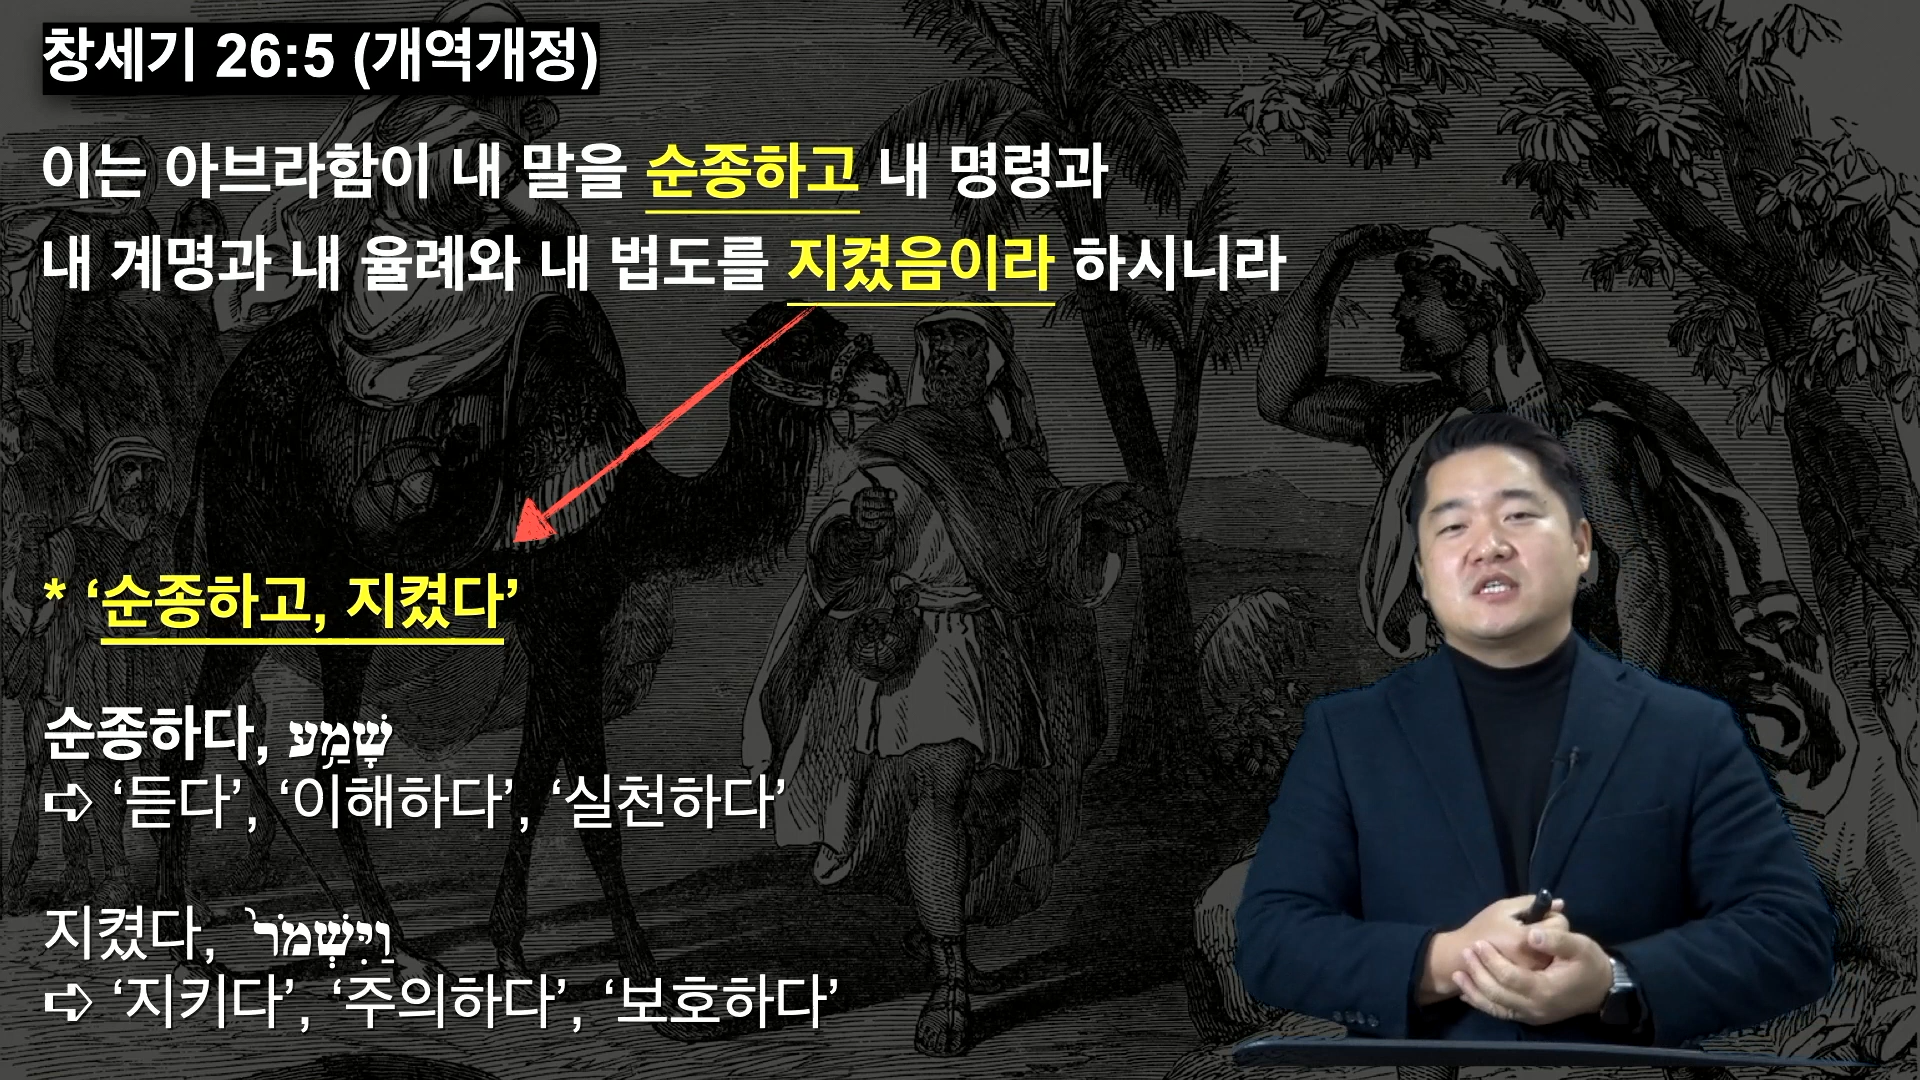 창세기 26:5 (개역개정)
이는 아브라함이 내 말을 순종하고 내 명령과
내 계명과 내 율례와 내 법도를 지켰음이라 하시니라
* ‘순종하고, 지켰다’
순종하다, שָׁמַ֥ע
➪ ‘듣다’, ‘이해하다’, ‘실천하다’
지켰다, וַיִּשְׁמֹר֙
➪ ‘지키다’, ‘주의하다’, ‘보호하다’